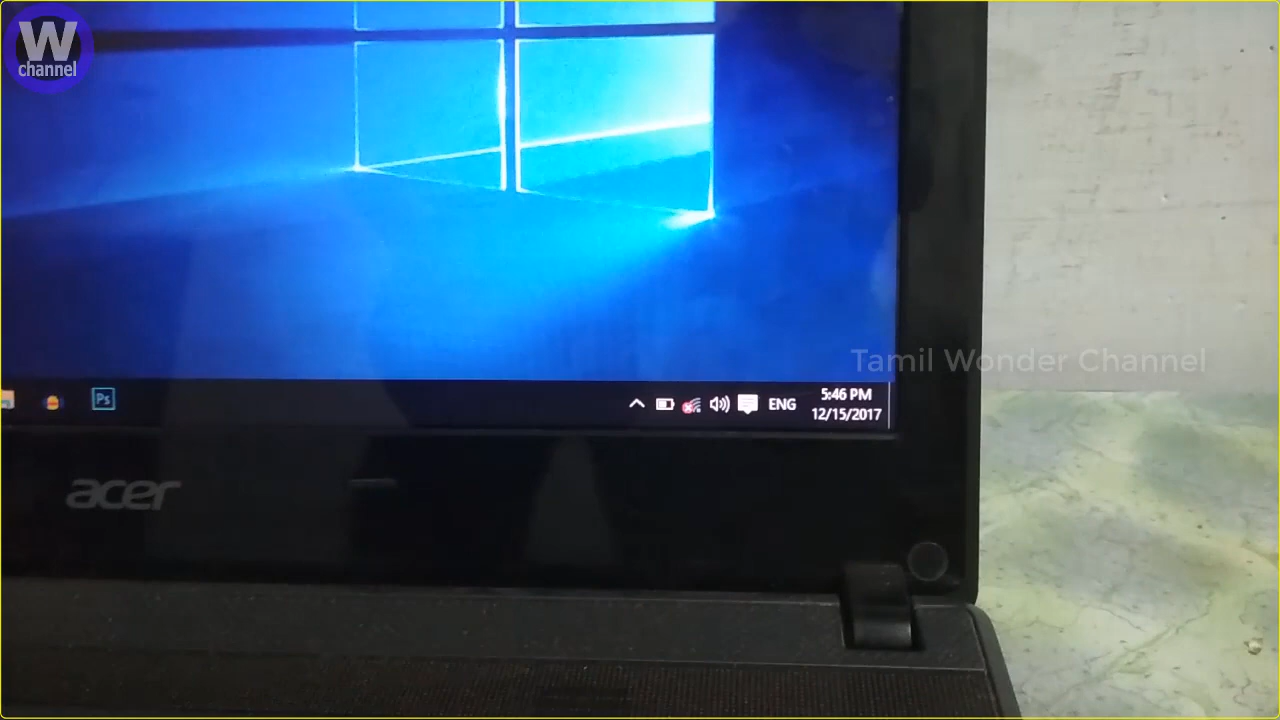 W
channel
Tamil Wonder Channel
Ps
ENG
5:46 PM
12/15/2017
acer